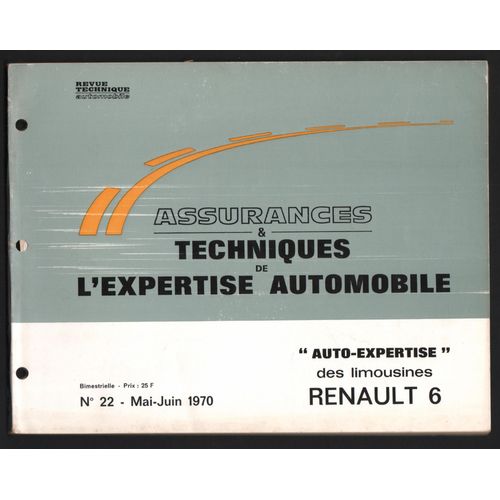 REVUE
TECHNIQUE
automobile
ASSURANCES
&
TECHNIQUES
DE
L'EXPERTISE AUTOMOBILE
" AUTO-EXPERTISE "
des limousines
RENAULT 6
Bimestrielle - Prix : 25 F
N° 22 - Mai-Juin 1970